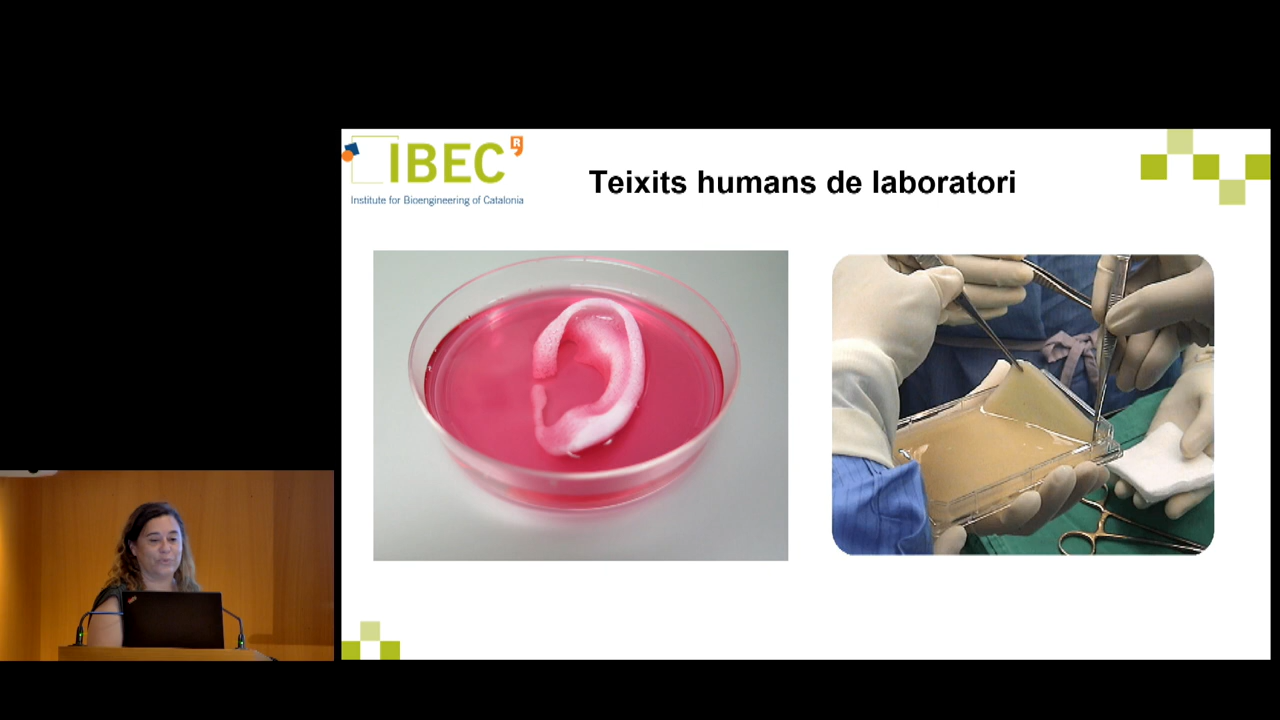 IBEC
R
Institute for Bioengineering of Catalonia
Teixits humans de laboratori